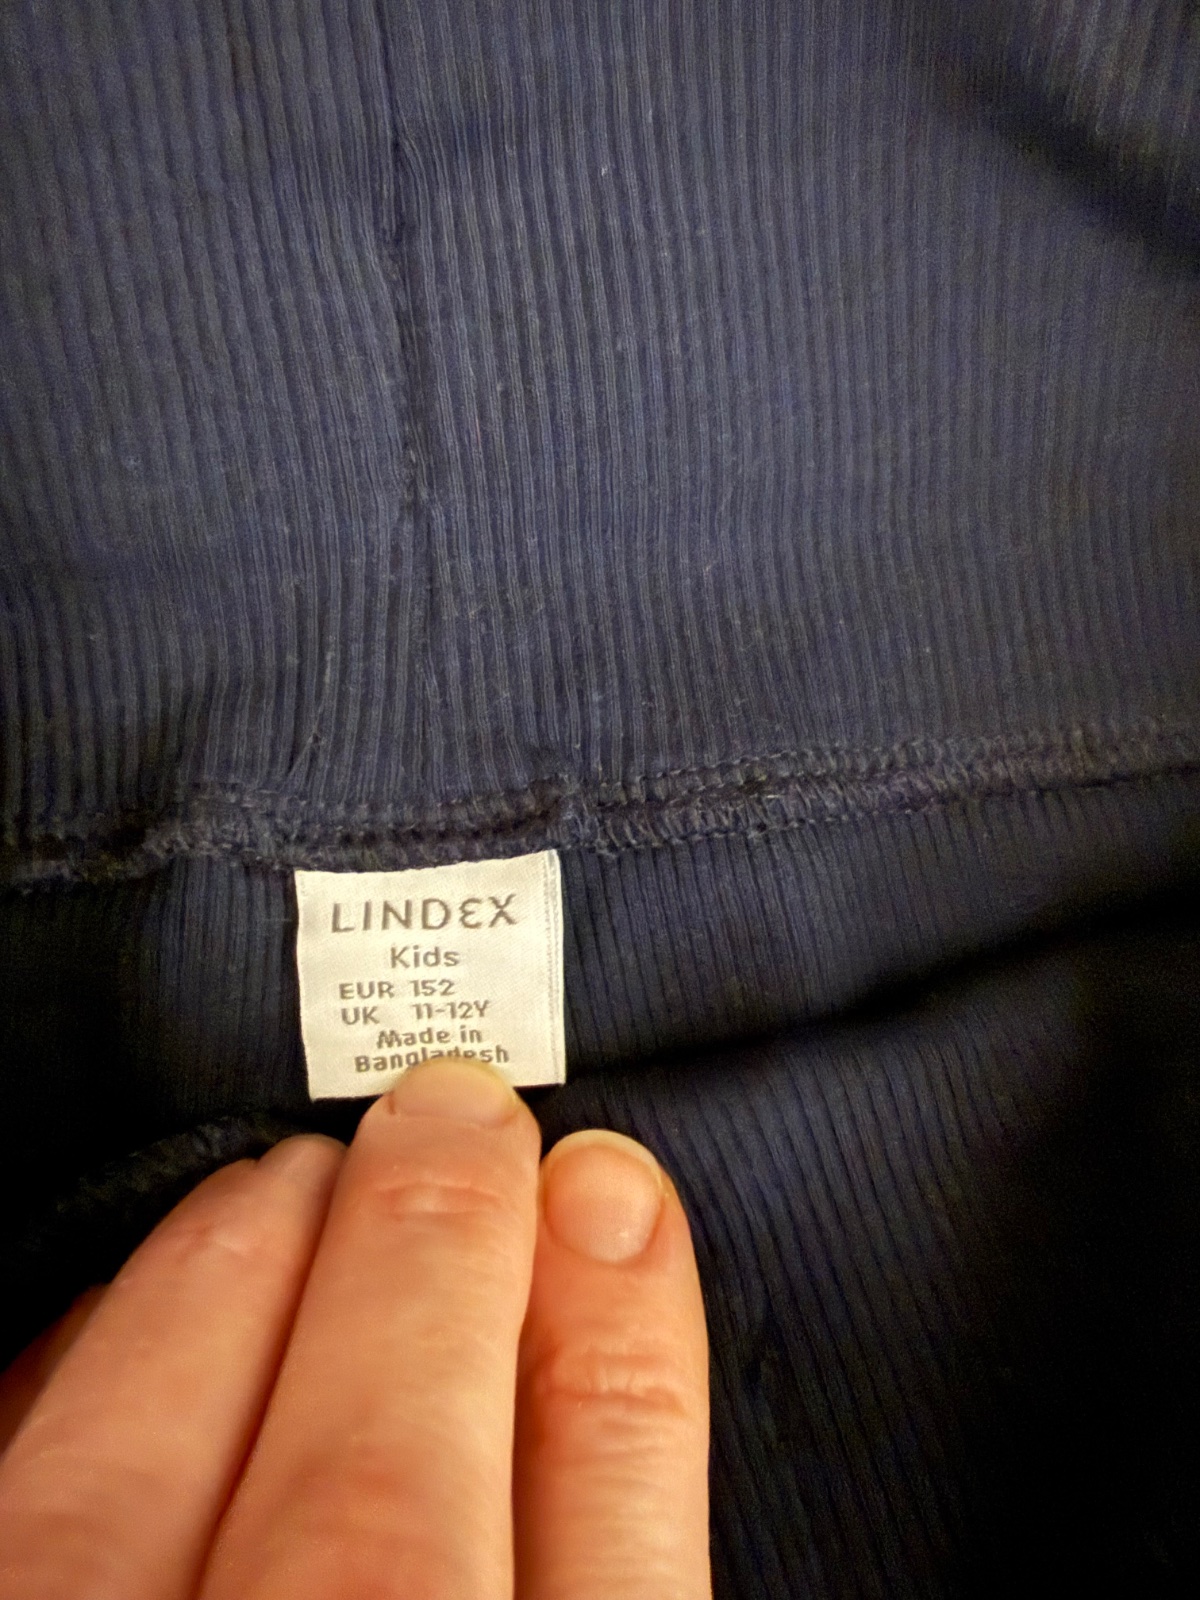 LINDEX
Kids
EUR 152
UK 11-12Y
Made in
Bangladesh